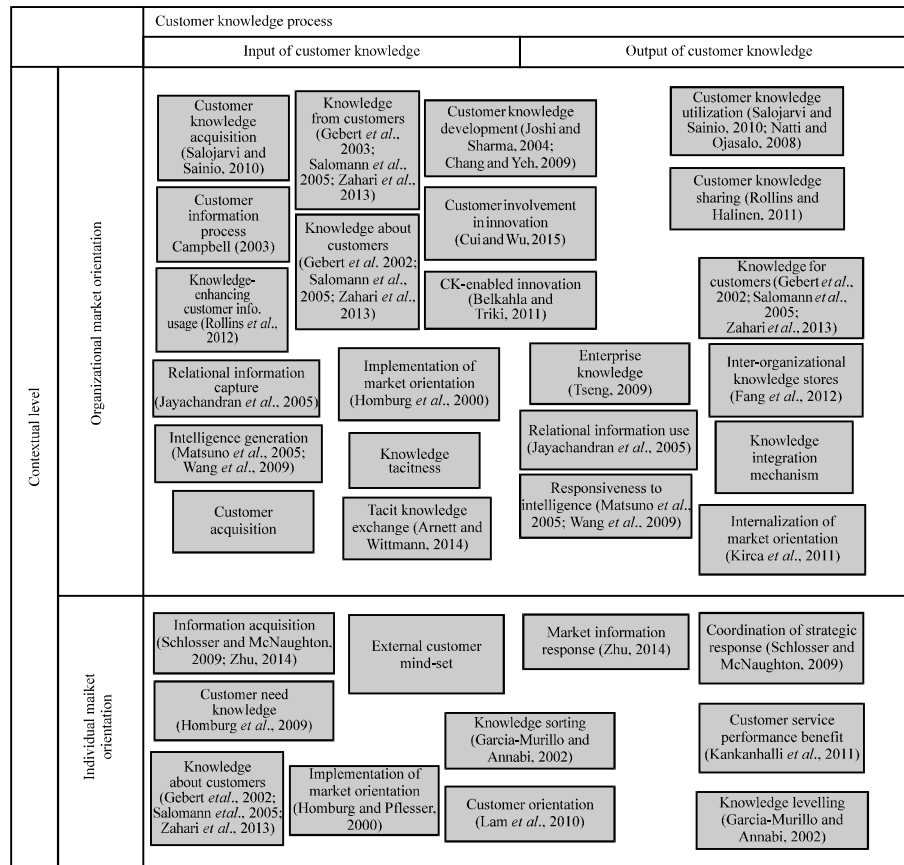 Customer knowledge process
Input of customer knowledge
Output of customer knowledge
Contextual level
Organizational market orientation
Customer
knowledge
acquisition
(Salojarvi and
Sainio, 2010)
Knowledge
from customers
(Gebert et al.,
2003;
Salomann et al.,
2005; Zahari et al.,
2013)
Customer knowledge
development (Joshi and
Sharma, 2004;
Chang and Yeh, 2009)
Customer knowledge
utilization (Salojarvi and
Sainio, 2010; Natti and
Ojasalo, 2008)
Customer knowledge
sharing (Rollins and
Halinen, 2011)
Customer
information
process
Campbell (2003)
Knowledge about
customers
(Gebert et al. 2002;
Salomann et al.,
2005; Zahari et al.,
2013)
Customer involvement
in innovation
(Cui and Wu, 2015)
Knowledge-
enhancing
customer info.
usage (Rollins et al.,
2012)
CK-enabled innovation
(Belkahla and
Triki, 2011)
Knowledge for
customers (Gebert et al.,
2002; Salomann et al.,
2005;
Zahari et al., 2013)
Relational information
capture
(Jayachandran et al., 2005)
Implementation of
market orientation
(Homburg et al., 2000)
Enterprise
knowledge
(Tseng, 2009)
Inter-organizational
knowledge stores
(Fang et al., 2012)
Intelligence generation
(Matsuno et al., 2005;
Wang et al., 2009)
Knowledge
tacitness
Relational information use
(Jayachandran et al., 2005)
Knowledge
integration
mechanism
Customer
acquisition
Tacit knowledge
exchange (Arnett and
Wittmann, 2014)
Responsiveness to
intelligence (Matsuno et al.,
2005; Wang et al., 2009)
Internalization of
market orientation
(Kirca et al., 2011)
Individual maiket
orientation
Information acquisition
(Schlosser and McNaughton,
2009; Zhu, 2014)
External customer
mind-set
Market information
response (Zhu, 2014)
Coordination of strategic
response (Schlosser and
McNaughton, 2009)
Customer need
knowledge
(Homburg et al., 2009)
Knowledge sorting
(Garcia-Murillo and
Annabi, 2002)
Customer service
performance benefit
(Kankanhalli et al., 2011)
Knowledge
about customers
(Gebert etal., 2002;
Salomann etal., 2005;
Zahari et al., 2013)
Implementation of
market orientation
(Homburg and Pflesser,
2000)
Customer orientation
(Lam et al., 2010)
Knowledge levelling
(Garcia-Murillo and
Annabi, 2002)